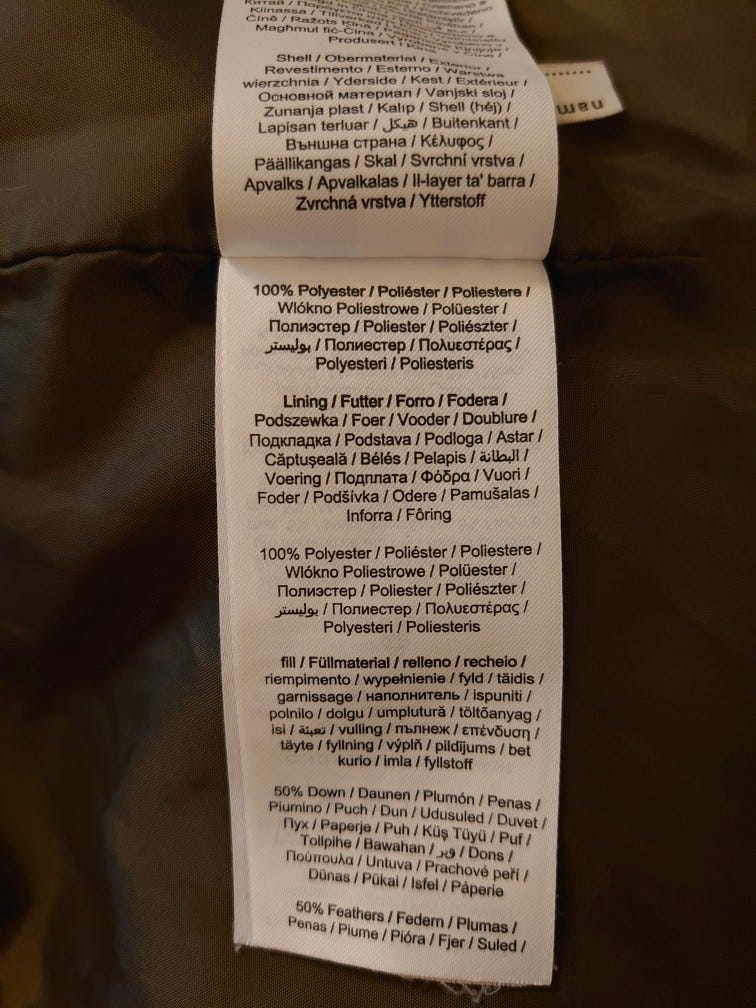 Shell / Obermaterial / Exterior /
Revestimento / Esterno / Warstwa
wierzchnia / Yderside / Kest / Extérieur /
Основной материал / Vanjski sloj /
Zunanja plast / Kalıp / Shell (héj) /
Lapisan terluar / هيكل / Buitenkant /
Външна страна / Κέλυφος /
Päällikangas / Skal / Svrchní vrstva /
Apvalks / Apvalkalas / Il-layer ta' barra /
Zvrchná vrstva / Ytterstoff
100% Polyester / Poliéster / Poliestere /
Wlókno Poliestrowe / Polüester /
Полиэстер / Poliester / Poliészter /
بوليستر / Полиестер / Πολυεστέρας /
Polyesteri / Poliesteris
Lining / Futter / Forro / Fodera /
Podszewka / Foer / Vooder / Doublure /
Подкладка / Podstava / Podloga / Astar /
Căptușeală / Bélés / Pelapis / البطانة /
Voering / Подплата / Φόδρα / Vuori /
Foder / Podšívka / Odere / Pamušalas /
Inforra / Fôring
100% Polyester / Poliéster / Poliestere /
Wlókno Poliestrowe / Polüester /
Полиэстер / Poliester / Poliészter /
بوليستر / Полиестер / Πολυεστέρας /
Polyesteri / Poliesteris
fill / Füllmaterial / relleno / recheio /
riempimento / wypełnienie / fyld / täidis /
garnissage / наполнитель / ispuniti /
polnilo / dolgu / umplutură / töltőanyag /
isi / تعبئة / vulling / пълнеж / επένδυση /
täyte / fyllning / výplň / pildījums / bet
kurio / imla / fyllstoff
50% Down / Daunen / Plumón / Penas /
Piumino / Puch / Dun / Udusuled / Duvet /
Пух / Paperje / Puh / Küş Tüyü / Puf /
Tollpihe / Bawahan / وبر / Dons /
Πούπουλα / Untuva / Prachové peří /
Dūnas / Pūkai / Isfel / Páperie
50% Feathers / Federn / Plumas /
Penas / Piume / Pióra / Fjer / Suled /